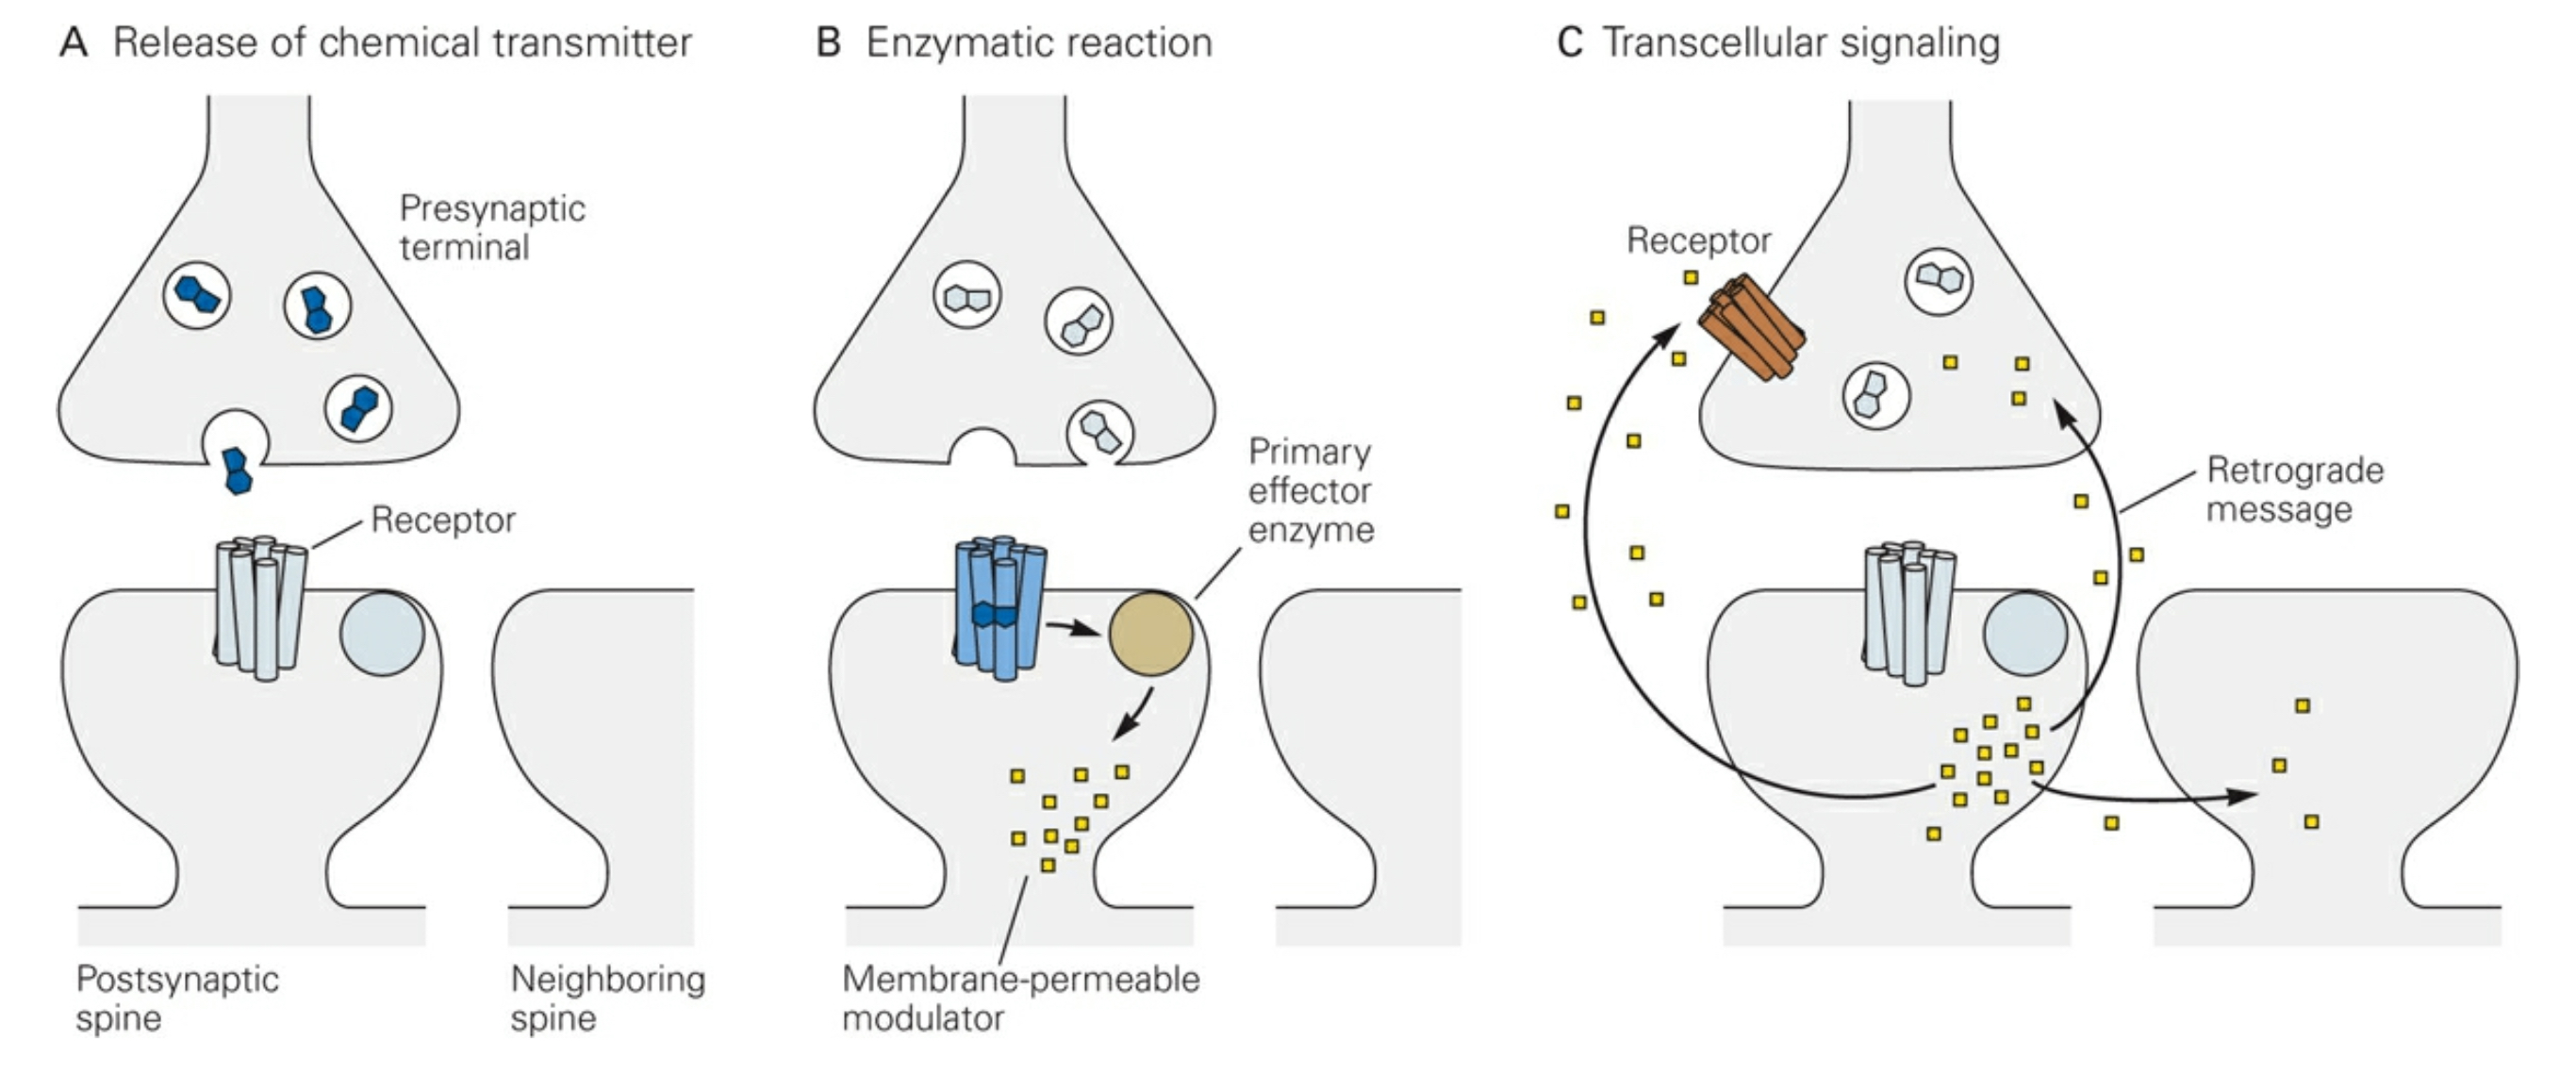 A Release of chemical transmitter
Presynaptic
terminal
Receptor
Postsynaptic
spine
Neighboring
spine
B Enzymatic reaction
Primary
effector
enzyme
Membrane-permeable
modulator
C Transcellular signaling
Receptor
Retrograde
message